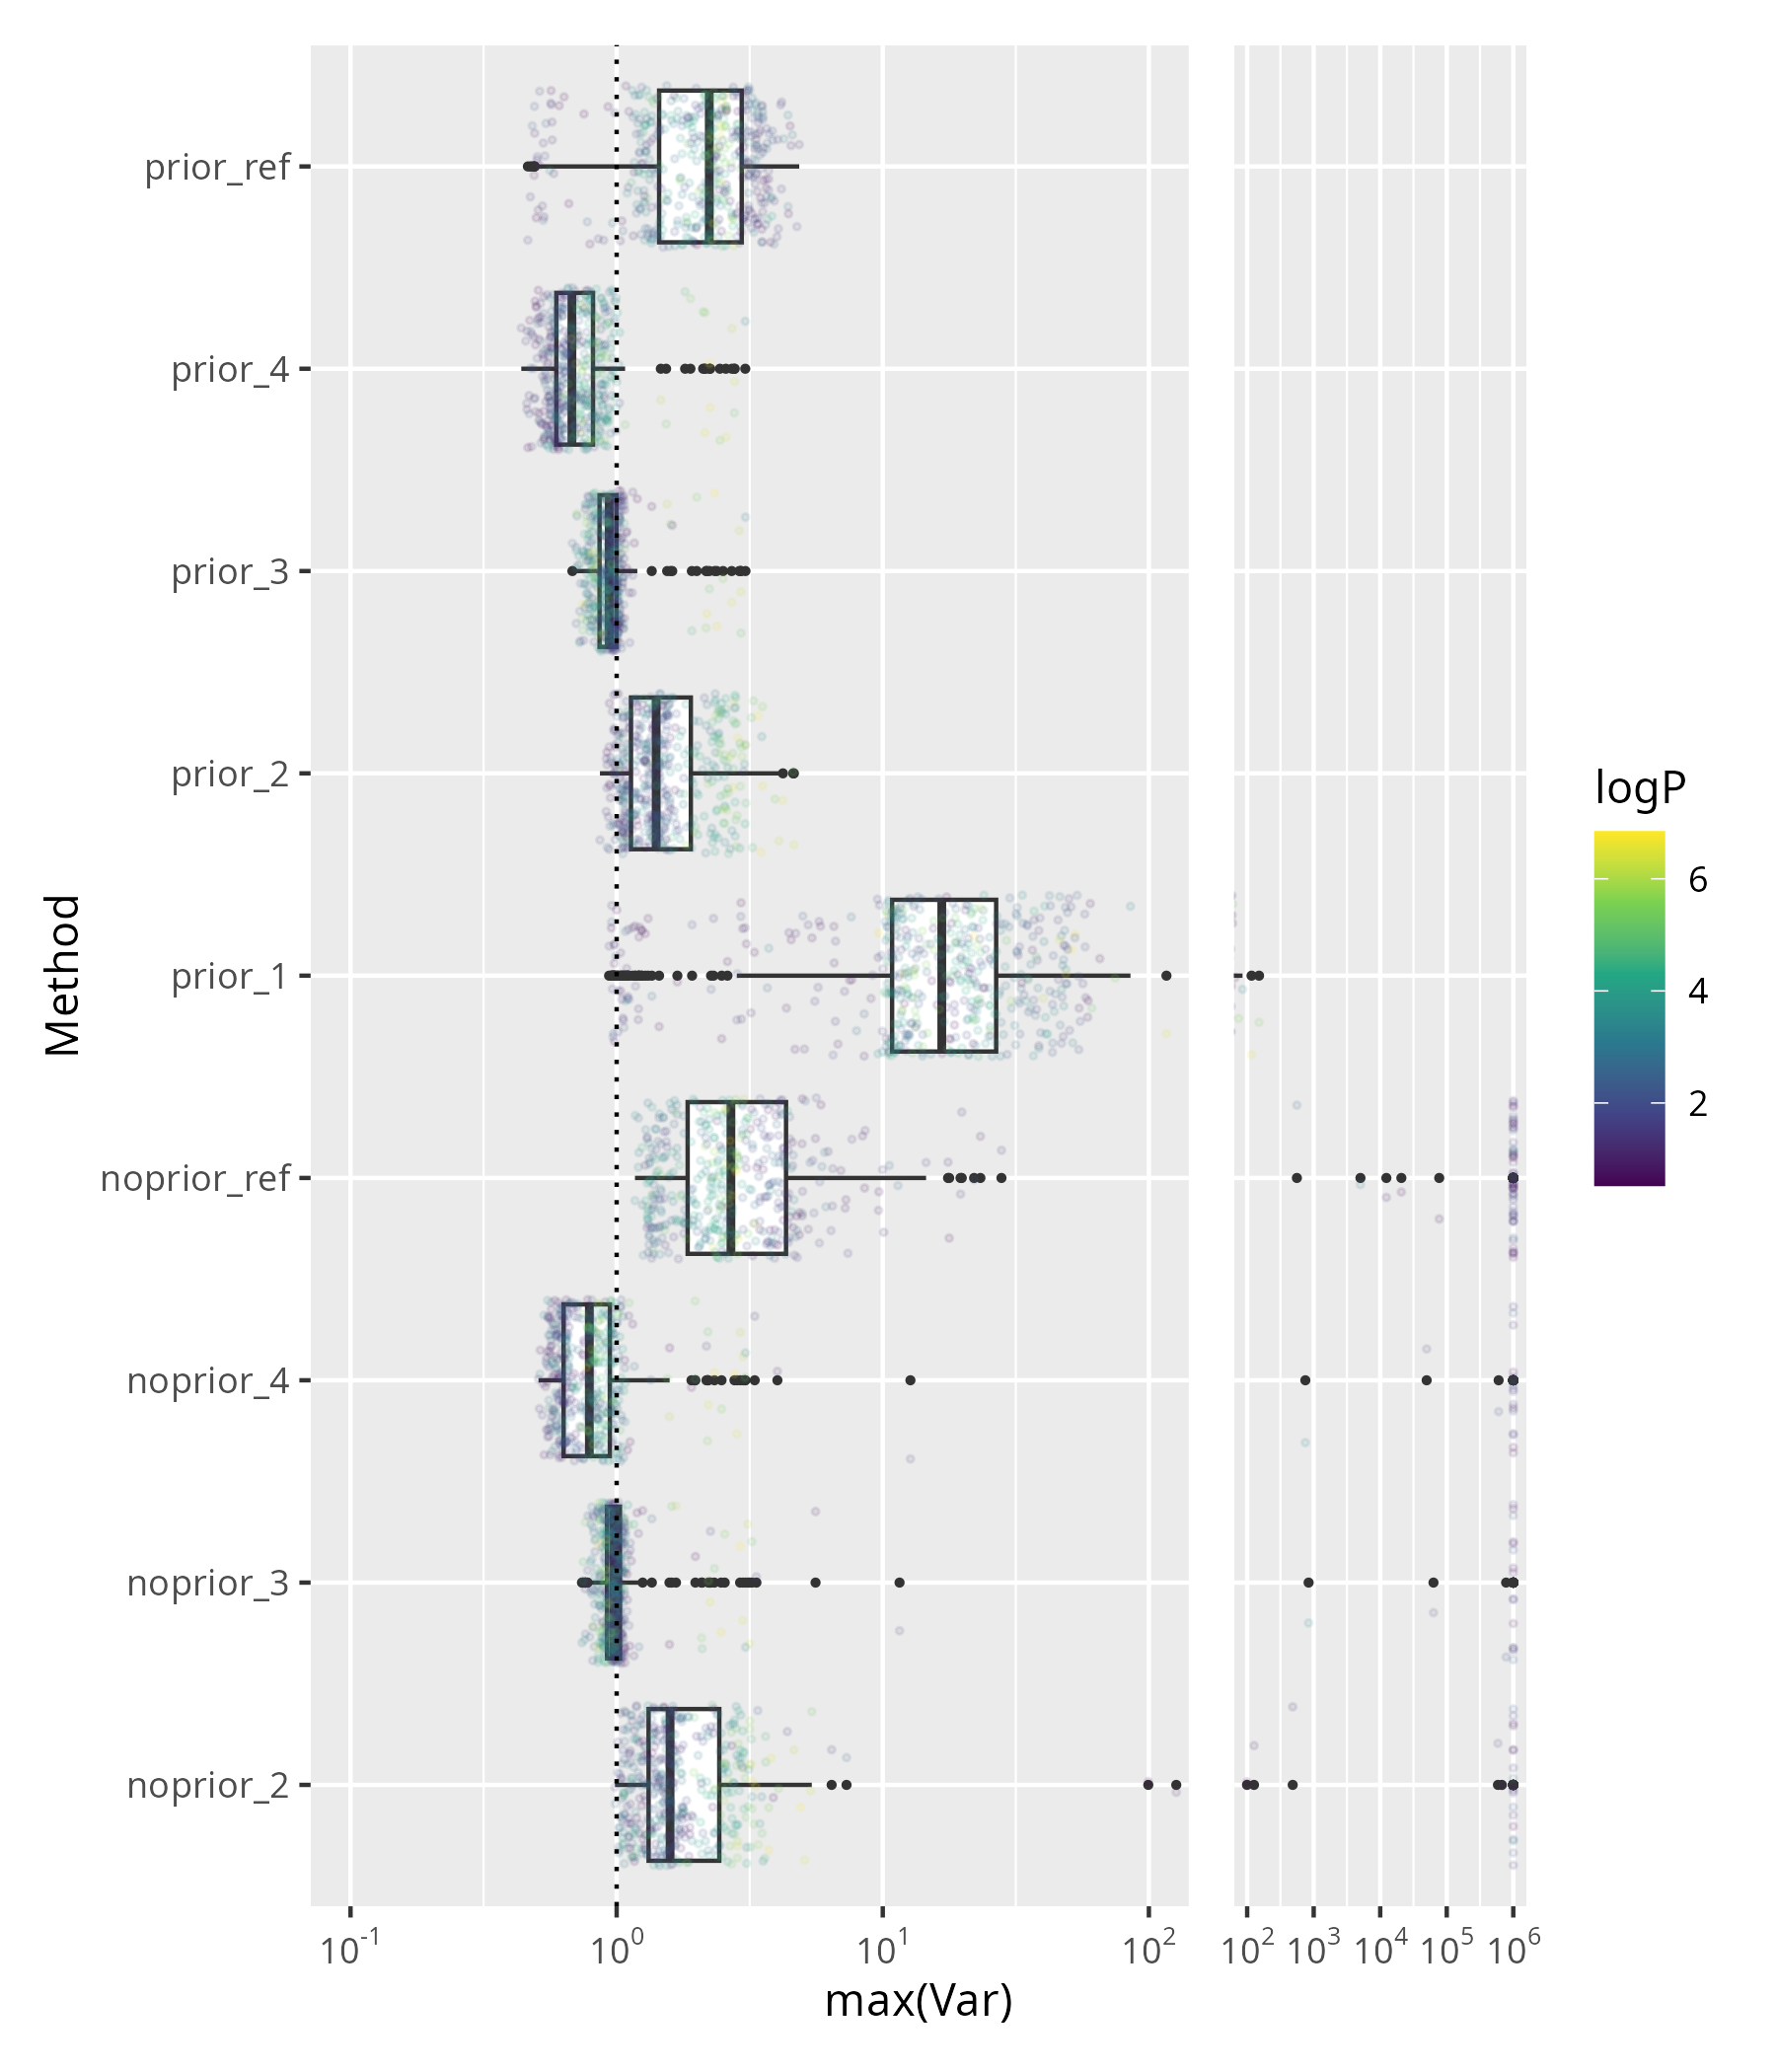 prior_ref
prior_4
prior_3
prior_2
prior_1
noprior_ref
noprior_4
noprior_3
noprior_2
Method
10^-1 10^0 10^1 10^2 10^2 10^3 10^4 10^5 10^6
max(Var)
logP
6
4
2